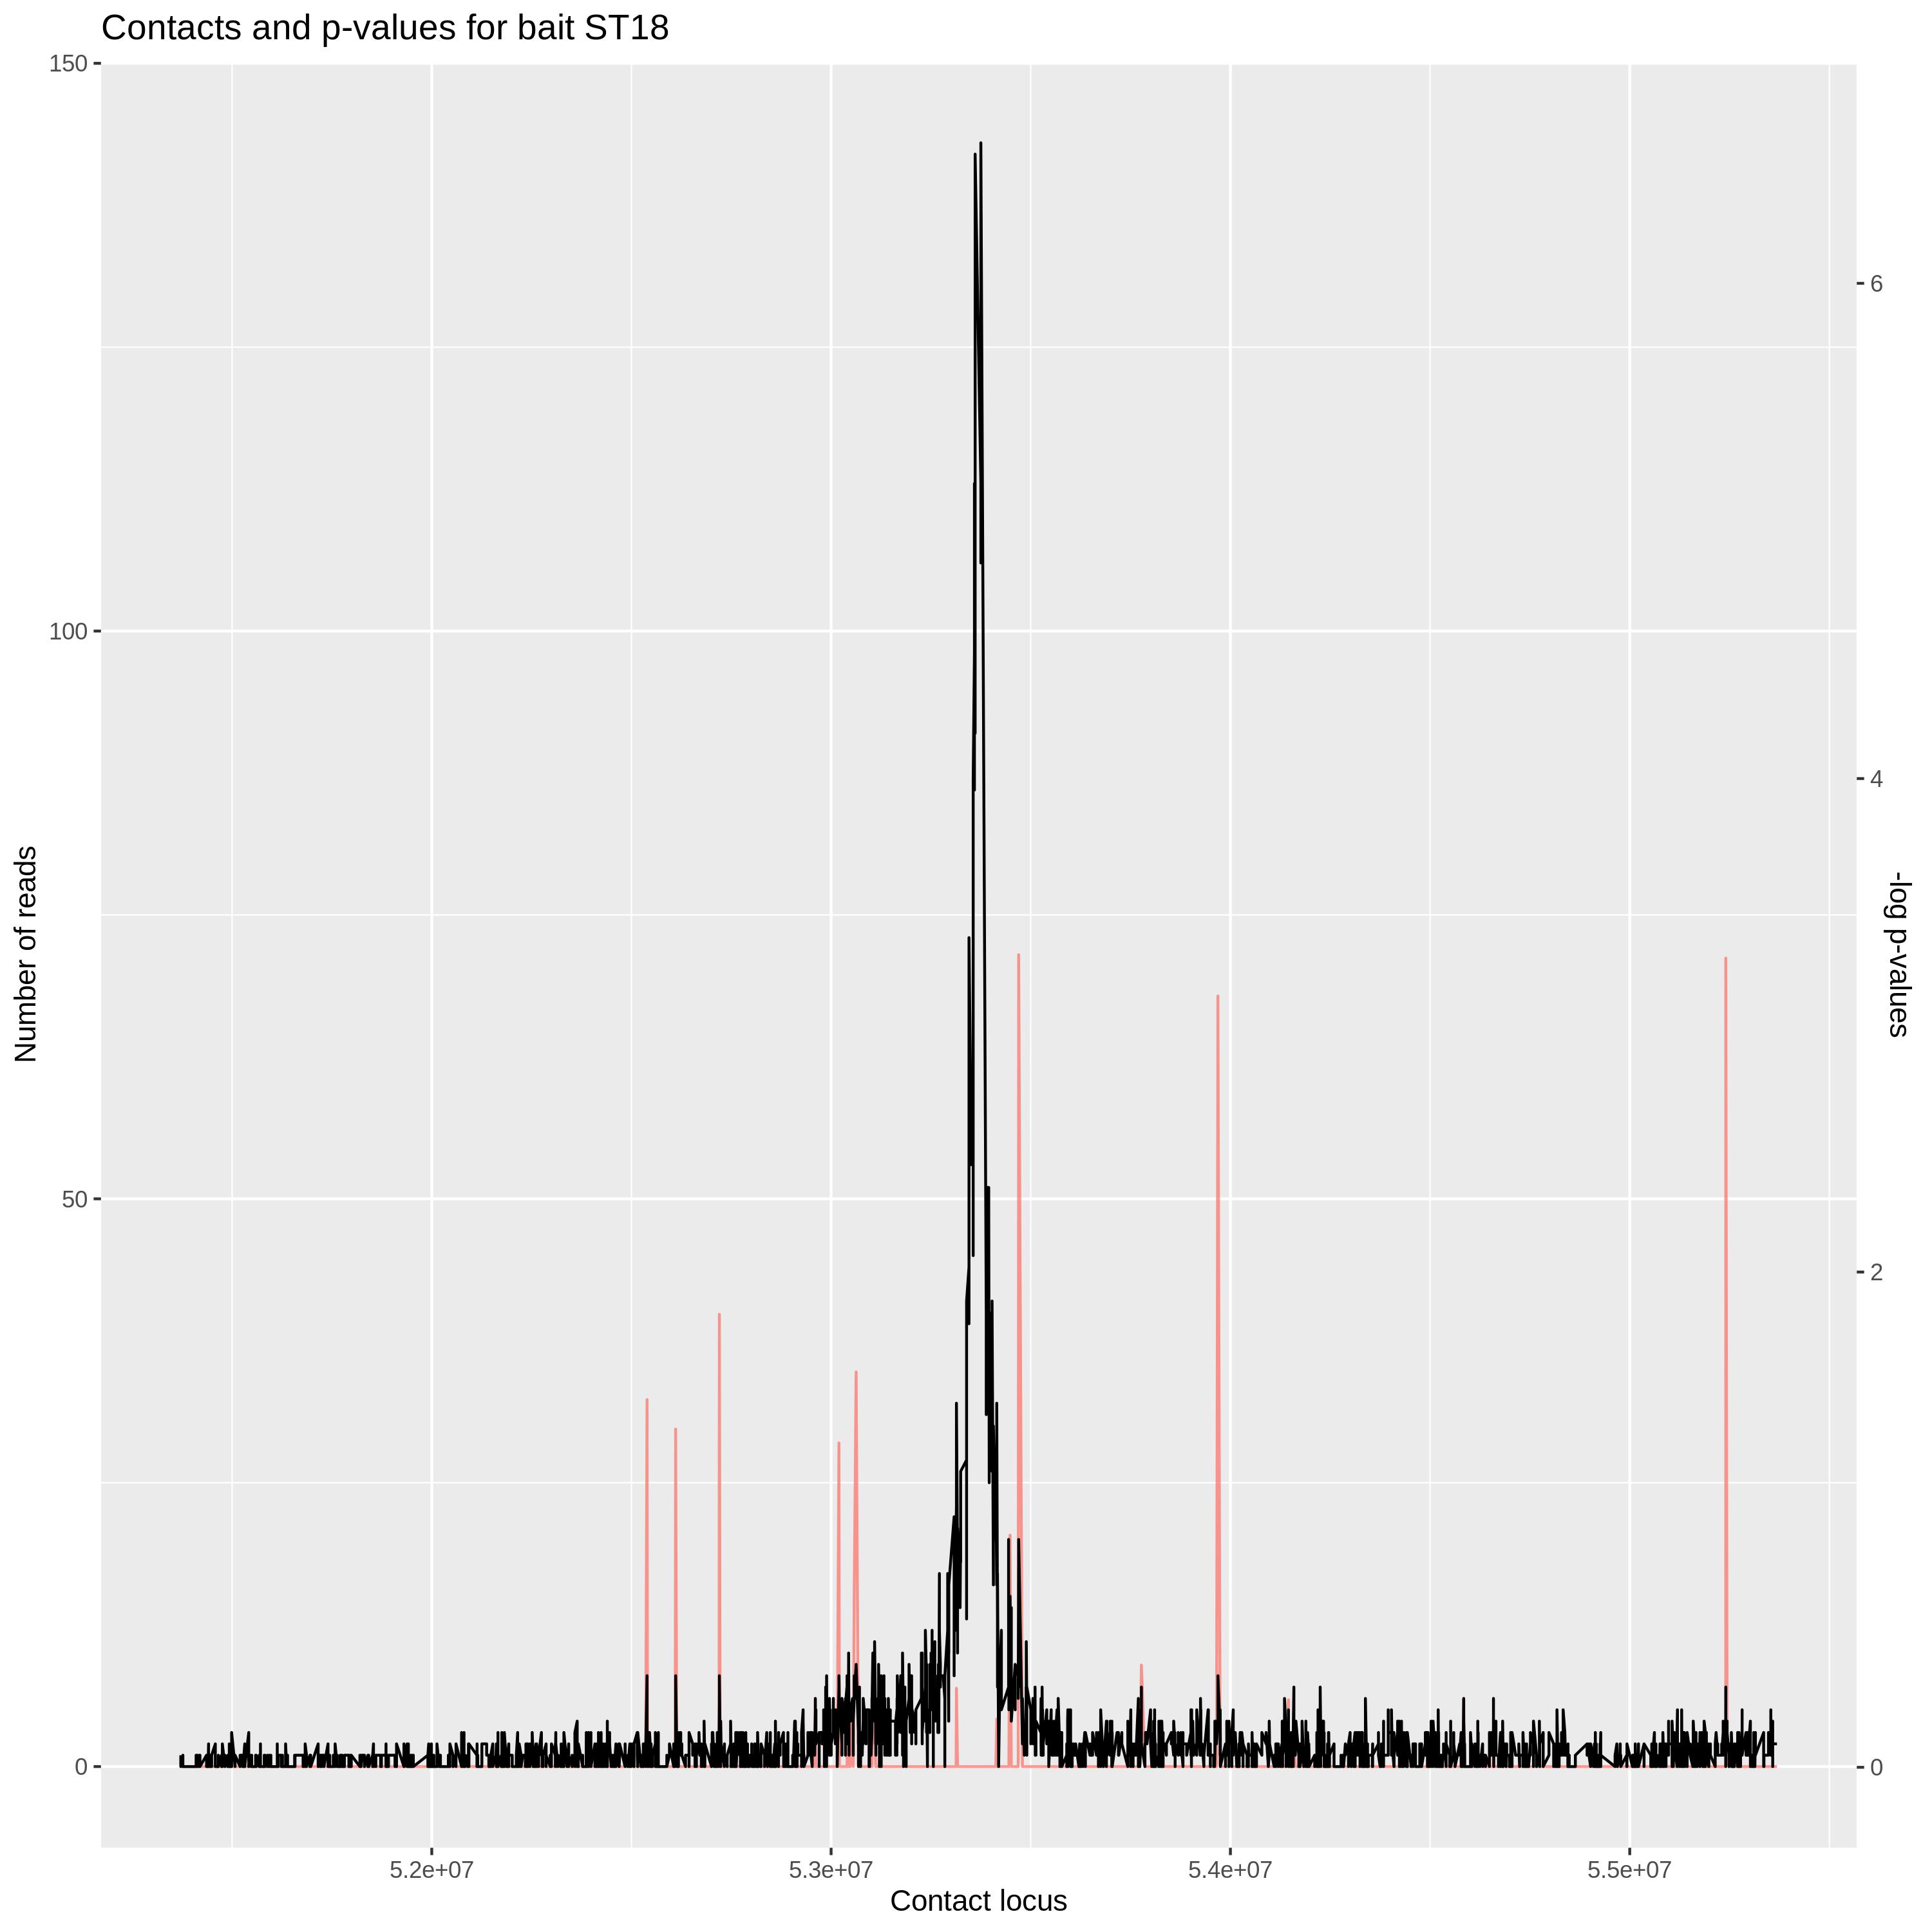 Contacts and p-values for bait ST18
150
100
50
0
Number of reads
6
4
2
0
-log p-values
5.2e+07
5.3e+07
5.4e+07
5.5e+07
Contact locus